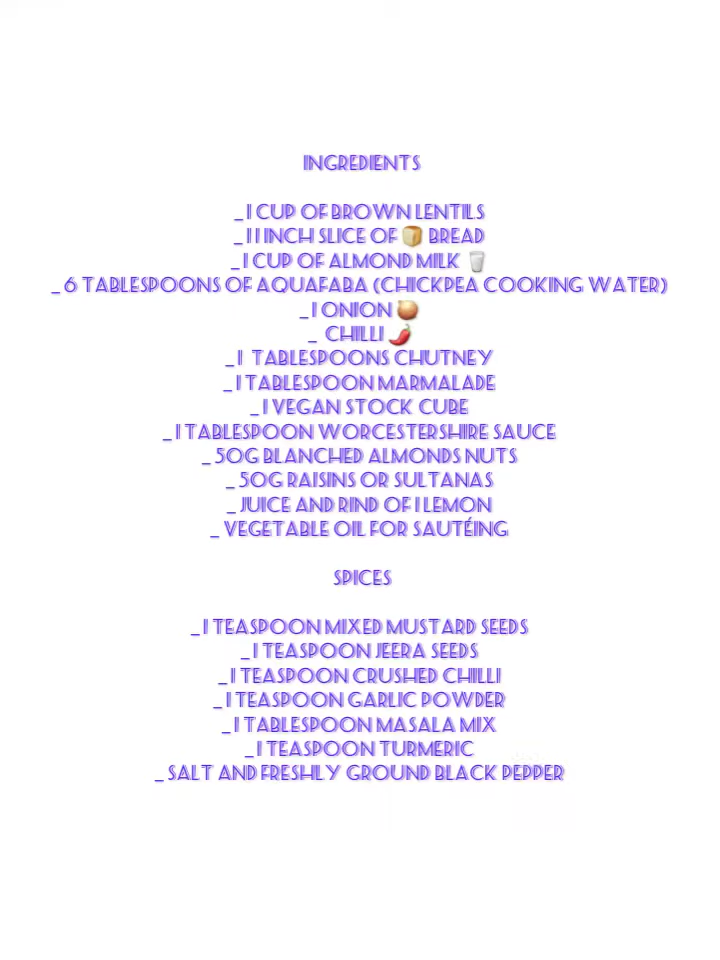 INGREDIENTS
_ 1 CUP OF BROWN LENTILS
_ 1 1 INCH SLICE OF 🍞 BREAD
_ 1 CUP OF ALMOND MILK 🥛
_ 6 TABLESPOONS OF AQUAFABA (CHICKPEA COOKING WATER)
_ 1 ONION 🧅
_ CHILLI 🌶️
_ 1 TABLESPOONS CHUTNEY
_ 1 TABLESPOON MARMALADE
_ 1 VEGAN STOCK CUBE
_ 1 TABLESPOON WORCESTERSHIRE SAUCE
_ 50G BLANCHED ALMONDS NUTS
_ 50G RAISINS OR SULTANAS
_ JUICE AND RIND OF 1 LEMON
_ VEGETABLE OIL FOR SAUTÉING
SPICES
_ 1 TEASPOON MIXED MUSTARD SEEDS
_ 1 TEASPOON JEERA SEEDS
_ 1 TEASPOON CRUSHED CHILLI
_ 1 TEASPOON GARLIC POWDER
_ 1 TABLESPOON MASALA MIX
_ 1 TEASPOON TURMERIC
_ SALT AND FRESHLY GROUND BLACK PEPPER